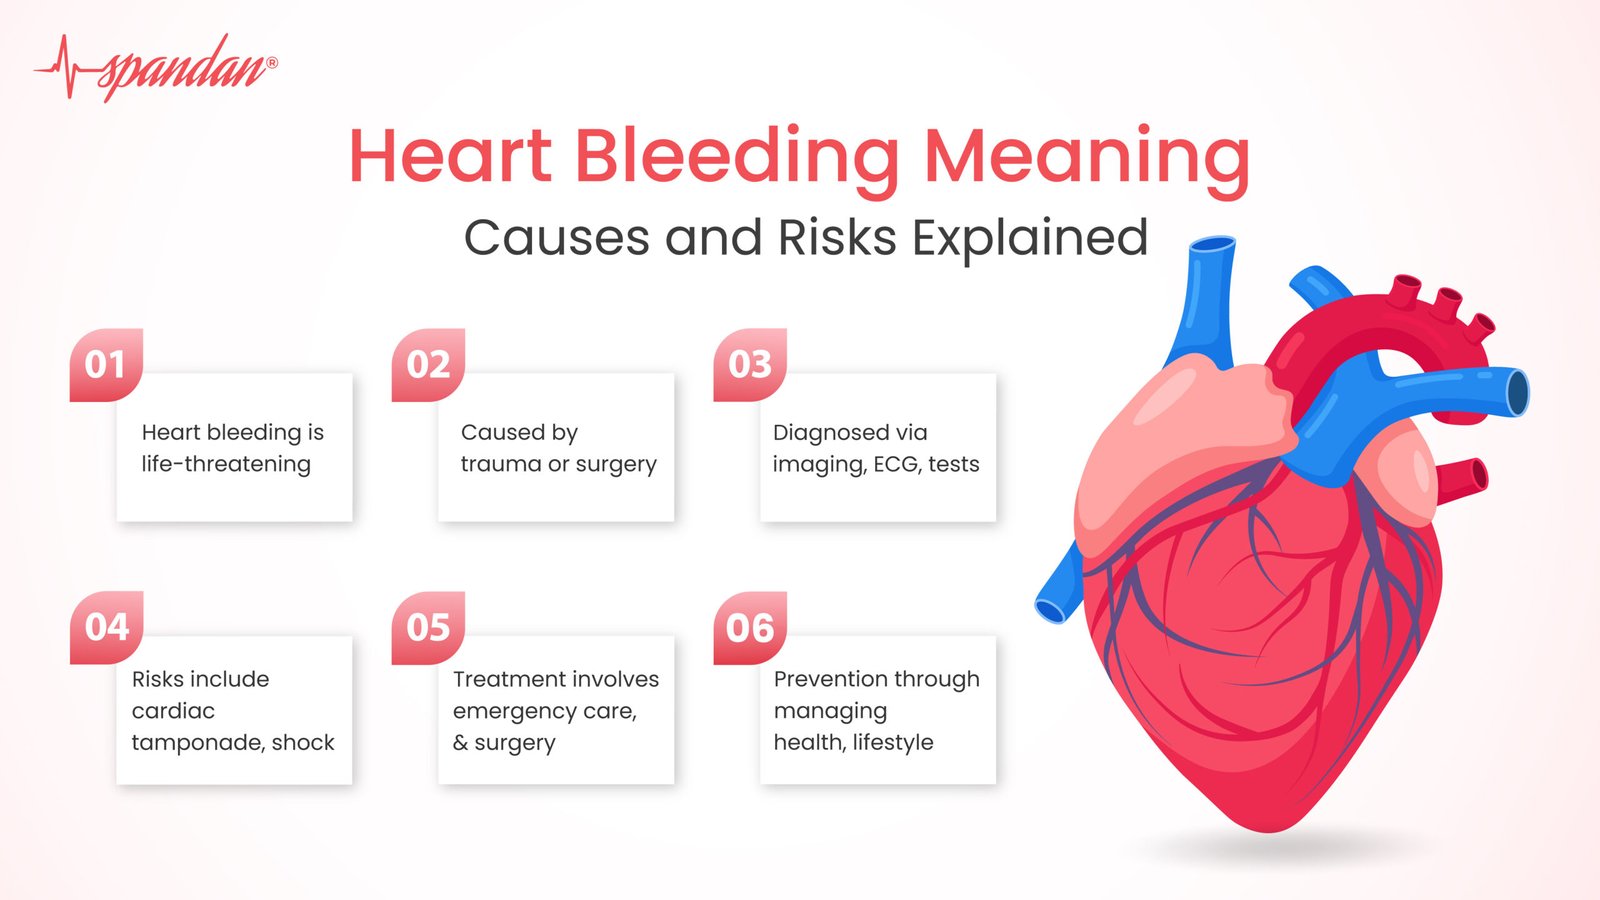 spandan®
Heart Bleeding Meaning
Causes and Risks Explained
01
Heart bleeding is
life-threatening
02
Caused by
trauma or surgery
03
Diagnosed via
imaging, ECG, tests
04
Risks include
cardiac
tamponade, shock
05
Treatment involves
emergency care,
& surgery
06
Prevention through
managing
health, lifestyle